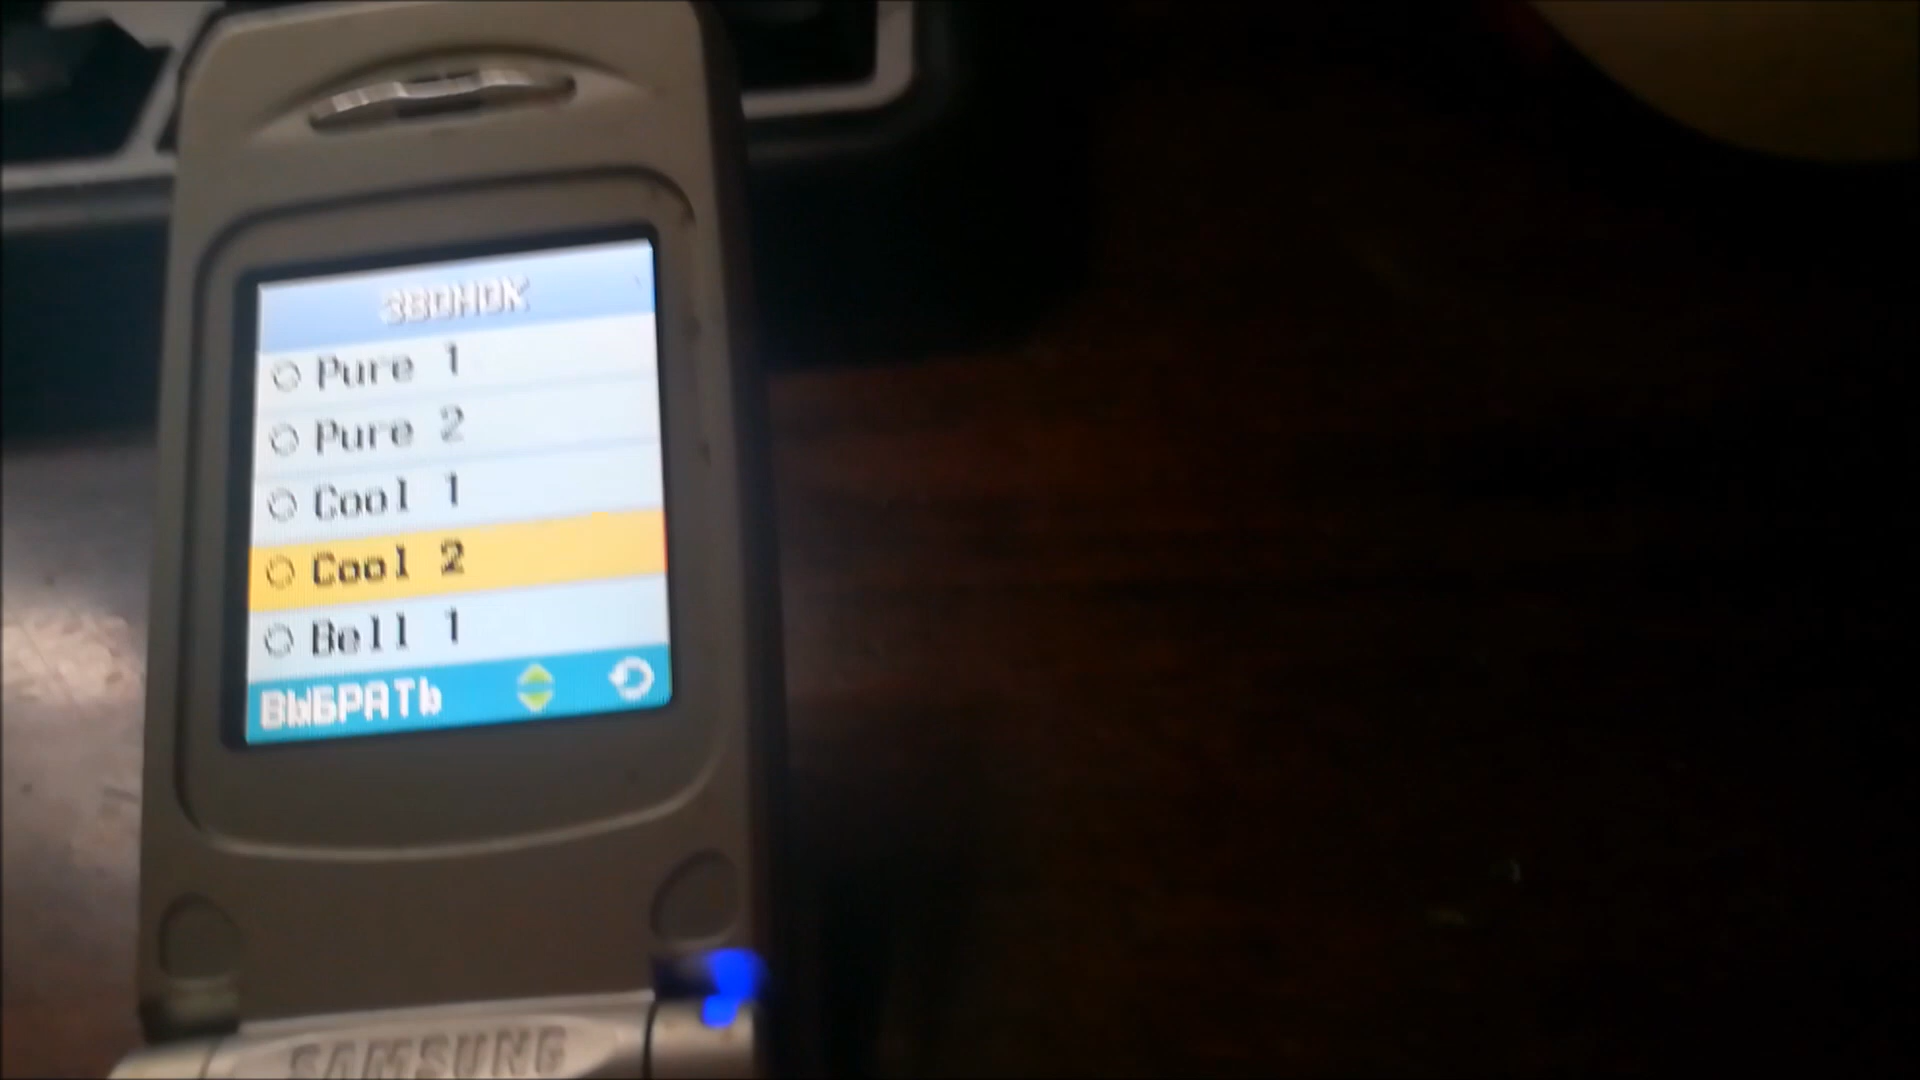 ЗВОНОК
Pure 1
Pure 2
Cool 1
Cool 2
Bell 1
ВЫБРАТЬ
SAMSUNG